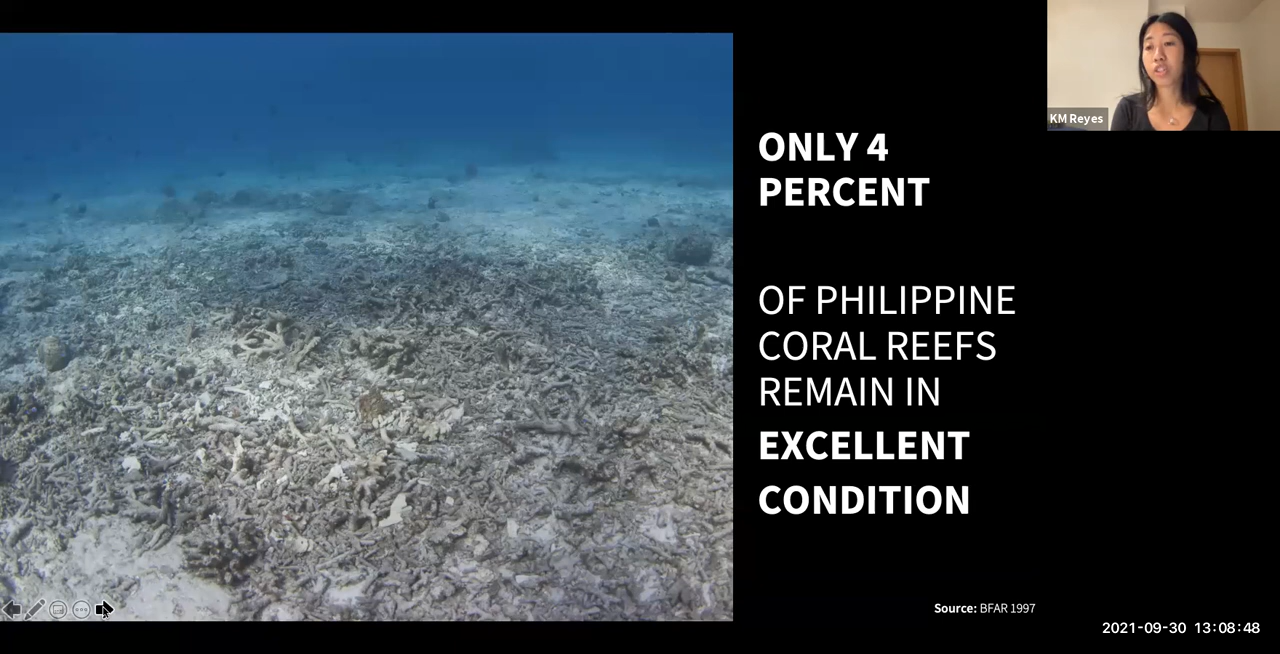 KM Reyes
ONLY 4
PERCENT
OF PHILIPPINE
CORAL REEFS
REMAIN IN
EXCELLENT
CONDITION
Source: BFAR 1997
2021-09-30 13:08:48